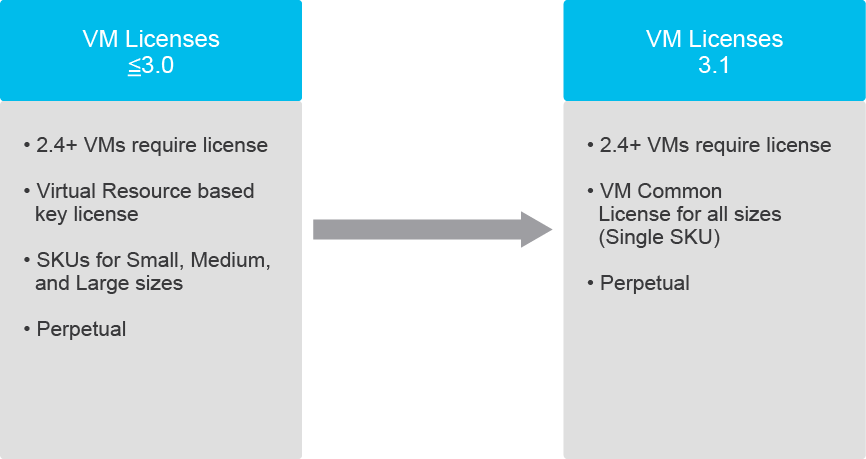 VM Licenses
≦3.0
• 2.4+ VMs require license
• Virtual Resource based
key license
• SKUs for Small, Medium,
and Large sizes
• Perpetual
VM Licenses
3.1
• 2.4+ VMs require license
• VM Common
License for all sizes
(Single SKU)
• Perpetual